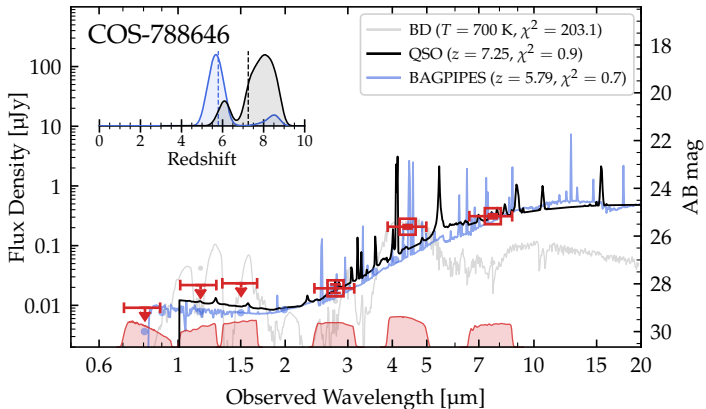 COS-788646
BD (T = 700 K, χ² = 203.1)
QSO (z = 7.25, χ² = 0.9)
BAGPIPES (z = 5.79, χ² = 0.7)
0 2 4 6 8 10
Redshift
100
10
1
0.1
0.01
Flux Density [µJy]
18
20
22
24
26
28
30
AB mag
0.6 1 1.5 2 3 4 5 7 10 15 20
Observed Wavelength [µm]